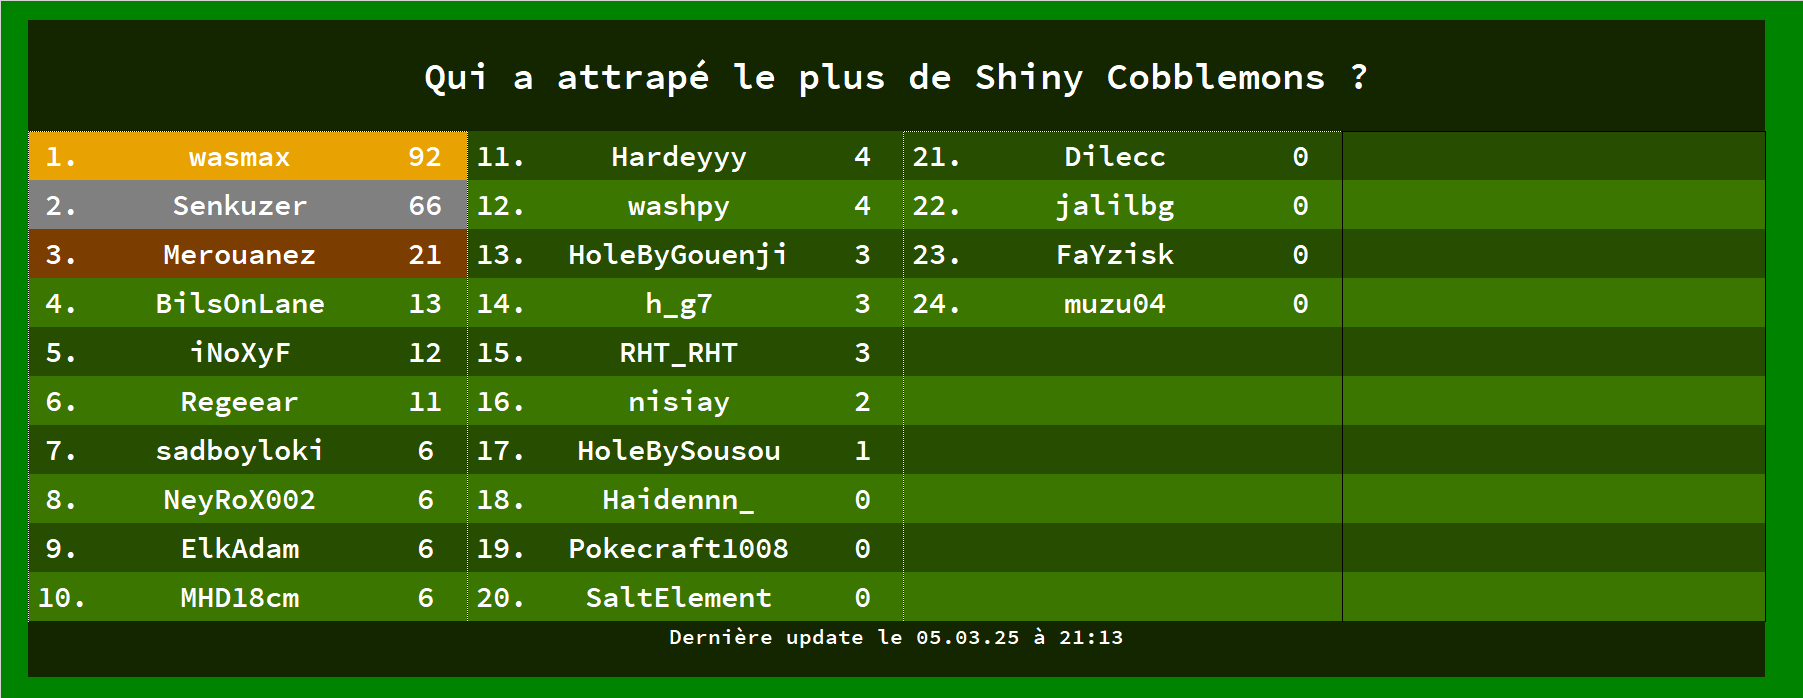 Qui a attrapé le plus de Shiny Cobblemons ?
1. wasmax 92
2. Senkuzer 66
3. Merouanez 21
4. BilsOnLane 13
5. iNoXyF 12
6. Regeear 11
7. sadboyloki 6
8. NeyRoX002 6
9. ElkAdam 6
10. MHD18cm 6
11. Hardeyyy 4
12. washpy 4
13. HoleByGouenji 3
14. h_g7 3
15. RHT_RHT 3
16. nisiay 2
17. HoleBySousou 1
18. Haidennn_ 0
19. Pokecraft1008 0
20. SaltElement 0
21. Dilecc 0
22. jalilbg 0
23. FaYzisk 0
24. muzu04 0
Dernière update le 05.03.25 à 21:13